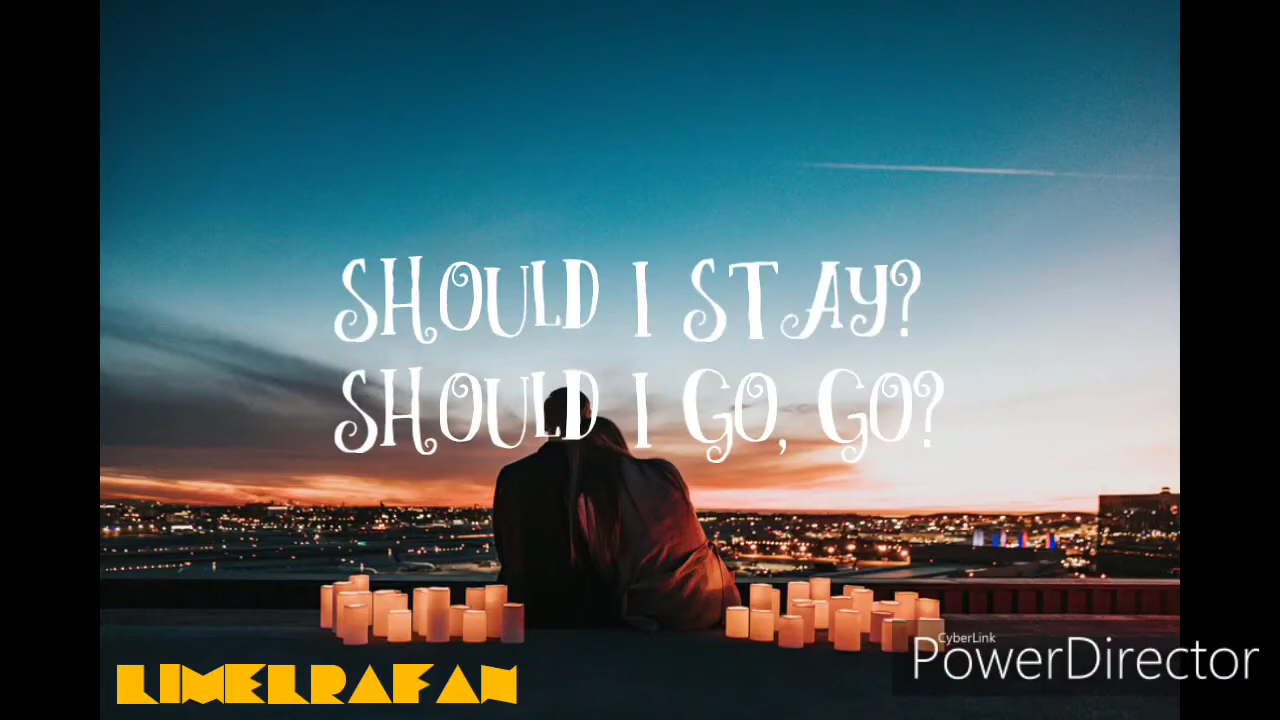 SHOULD I STAY?
SHOULD I GO, GO?
LIMELRAFAN
CyberLink
PowerDirector